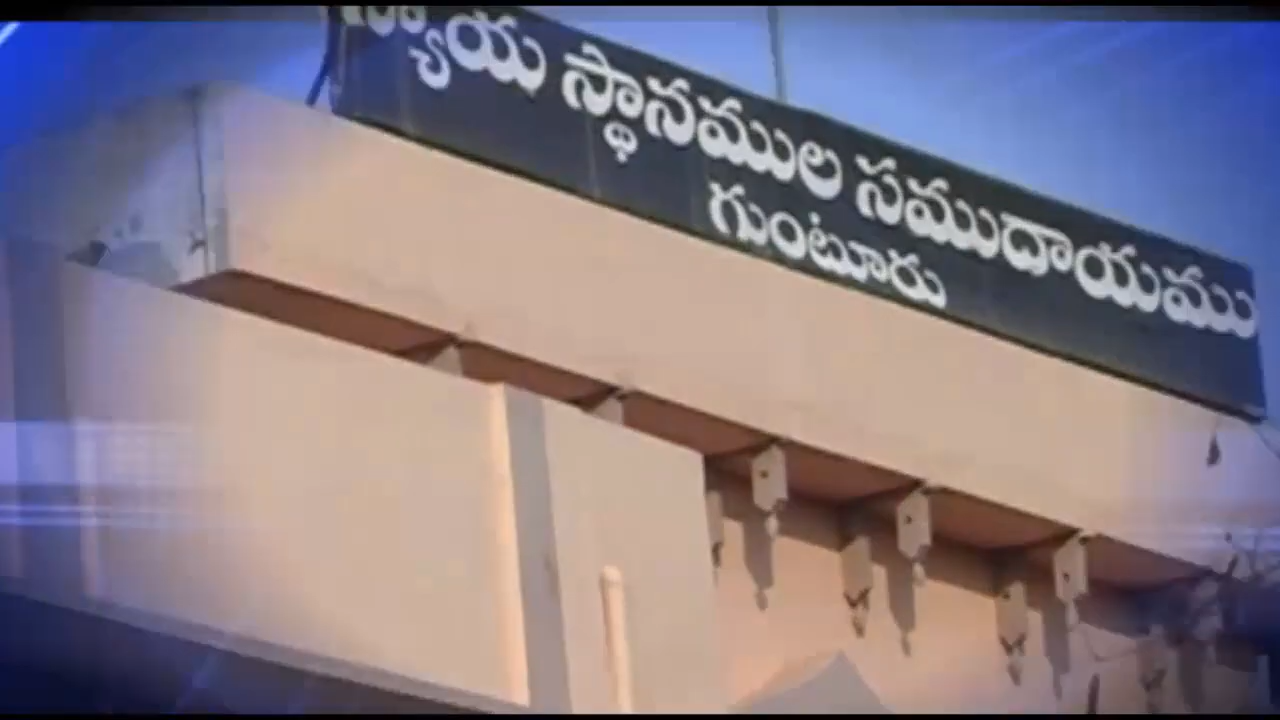 న్యాయ స్థానముల సముదాయము
గుంటూరు